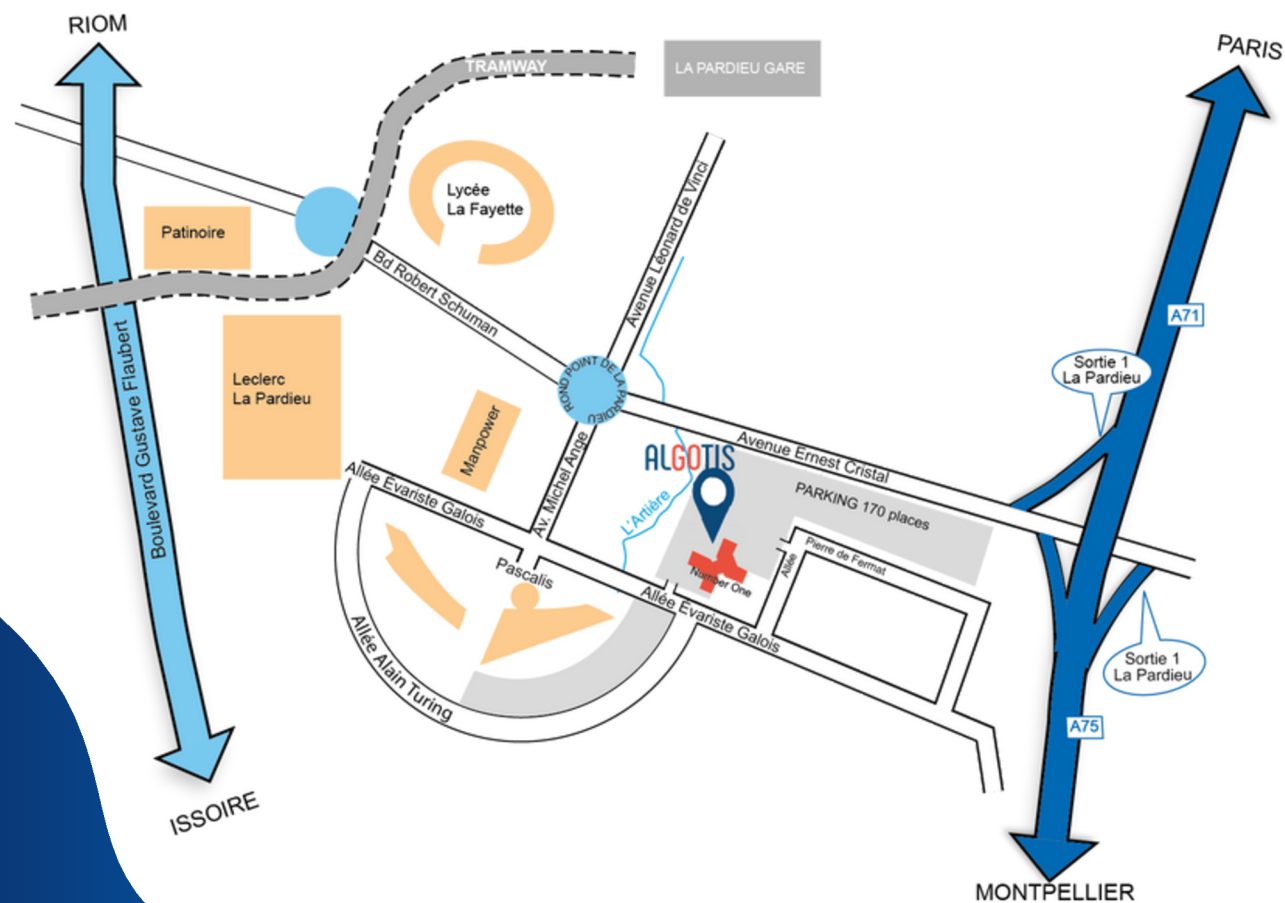 RIOM
PARIS
TRAMWAY
LA PARDIEU GARE
Lycée
La Fayette
Patinoire
Avenue Léonard de Vinci
Bd Robert Schuman
A71
Boulevard Gustave Flaubert
Sortie 1
La Pardieu
ROND POINT DE LA PARDIEU
Leclerc
La Pardieu
Manpower
Avenue Ernest Cristal
Av. Michel Ange
ALGOTIS
PARKING 170 places
Allée Évariste Galois
L'Artière
Pierre de Fermat
Allée
Number One
Pascalis
Allée Évariste Galois
Allée Alain Turing
Sortie 1
La Pardieu
A75
ISSOIRE
MONTPELLIER